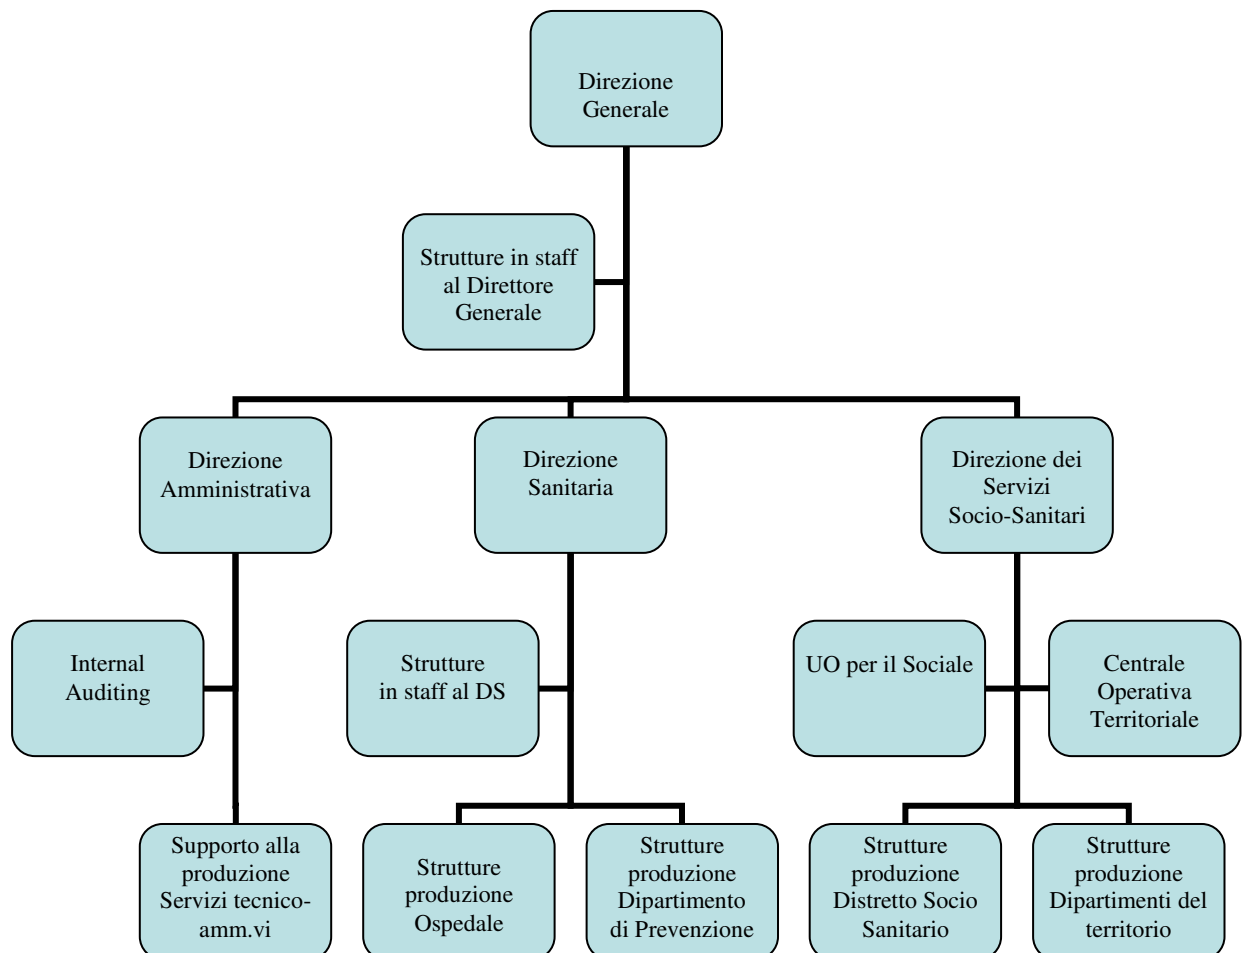 Direzione
Generale
Strutture in staff
al Direttore
Generale
Direzione
Amministrativa
Direzione
Sanitaria
Direzione dei
Servizi
Socio-Sanitari
Internal
Auditing
Strutture
in staff al DS
UO per il Sociale
Centrale
Operativa
Territoriale
Supporto alla
produzione
Servizi tecnico-
amm.vi
Strutture
produzione
Ospedale
Strutture
produzione
Dipartimento
di Prevenzione
Strutture
produzione
Distretto Socio
Sanitario
Strutture
produzione
Dipartimenti del
territorio